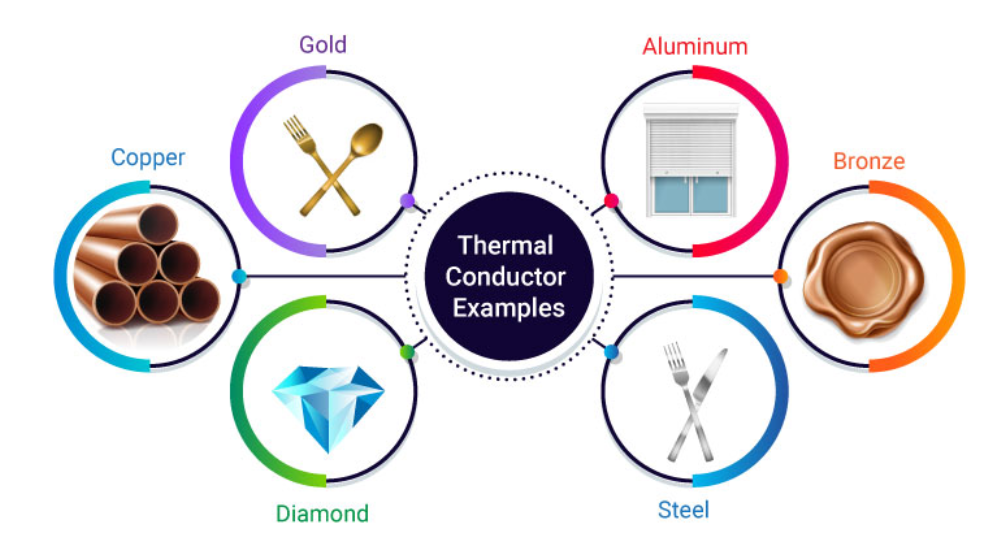 Gold
Aluminum
Copper
Bronze
Thermal
Conductor
Examples
Diamond
Steel